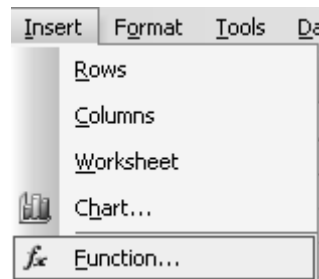 Insert Format Tools Da
Rows
Columns
Worksheet
Chart...
fx Function...